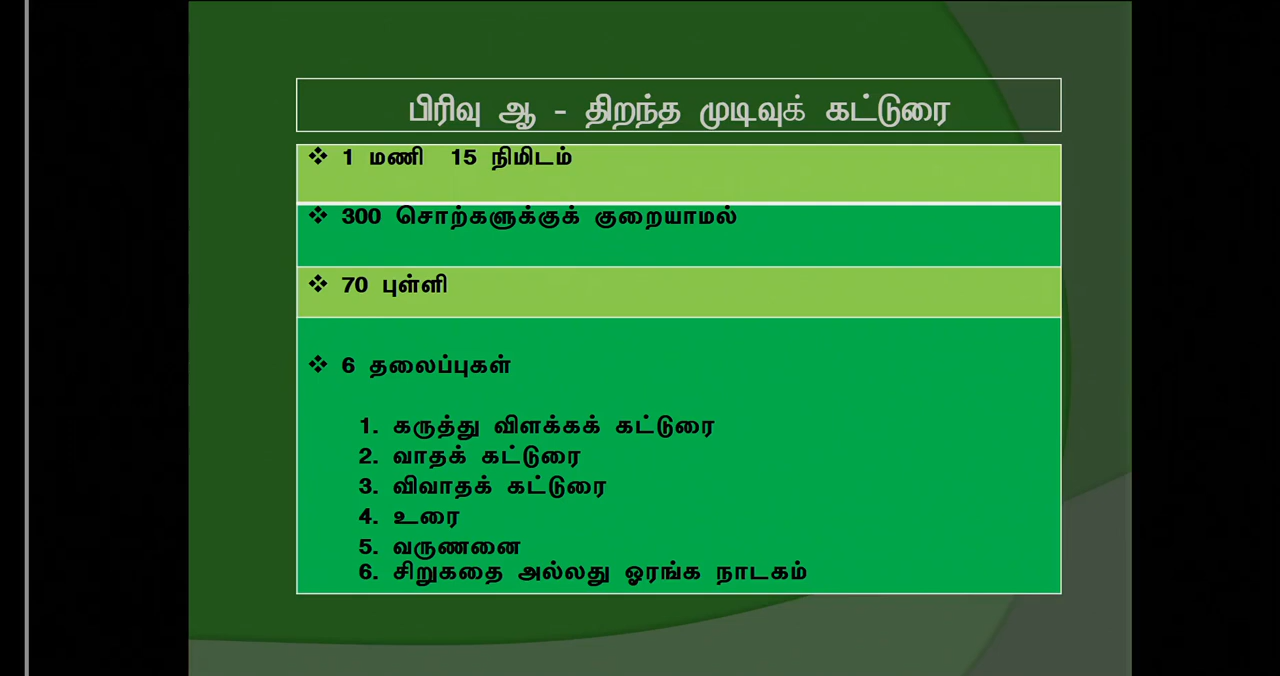 பிரிவு ஆ - திறந்த முடிவுக் கட்டுரை
❖ 1 மணி 15 நிமிடம்
❖ 300 சொற்களுக்குக் குறையாமல்
❖ 70 புள்ளி
❖ 6 தலைப்புகள்
1. கருத்து விளக்கக் கட்டுரை
2. வாதக் கட்டுரை
3. விவாதக் கட்டுரை
4. உரை
5. வருணனை
6. சிறுகதை அல்லது ஓரங்க நாடகம்